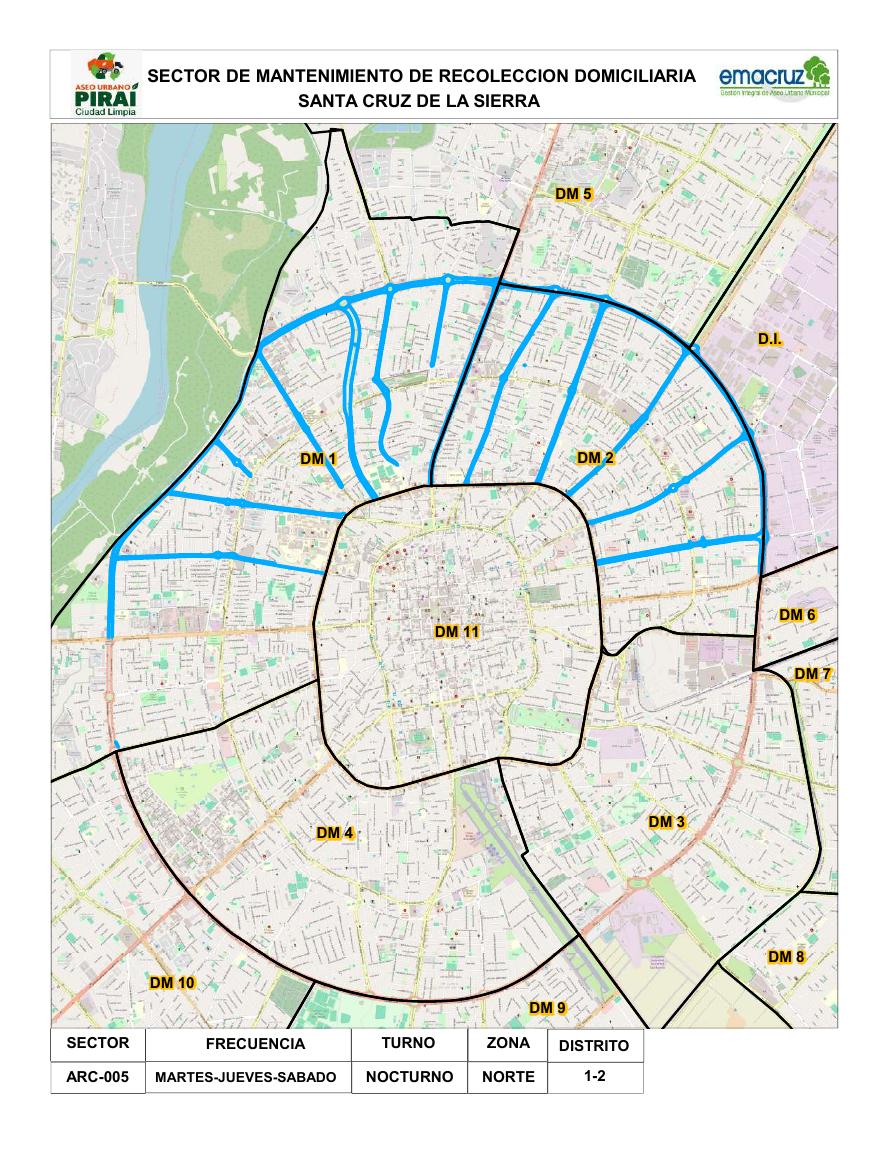 ASEO URBANO
PIRAÍ
Ciudad Limpia
SECTOR DE MANTENIMIENTO DE RECOLECCION DOMICILIARIA
SANTA CRUZ DE LA SIERRA
emacruz
Gestión Integral de Aseo Urbano Municipal
DM 5
D.I.
DM 1
DM 2
DM 6
DM 11
DM 7
DM 3
DM 4
DM 8
DM 10
DM 9
SECTOR FRECUENCIA TURNO ZONA DISTRITO
ARC-005 MARTES-JUEVES-SABADO NOCTURNO NORTE 1-2